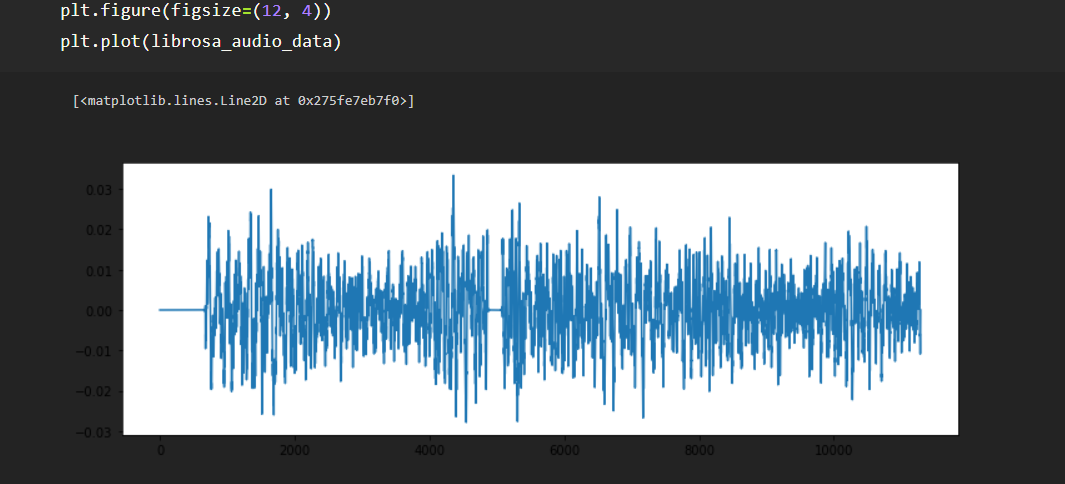 plt.figure(figsize=(12, 4))
plt.plot(librosa_audio_data)
[<matplotlib.lines.Line2D at 0x275fe7eb7f0>]
0.03
0.02
0.01
0.00
−0.01
−0.02
−0.03
0 2000 4000 6000 8000 10000